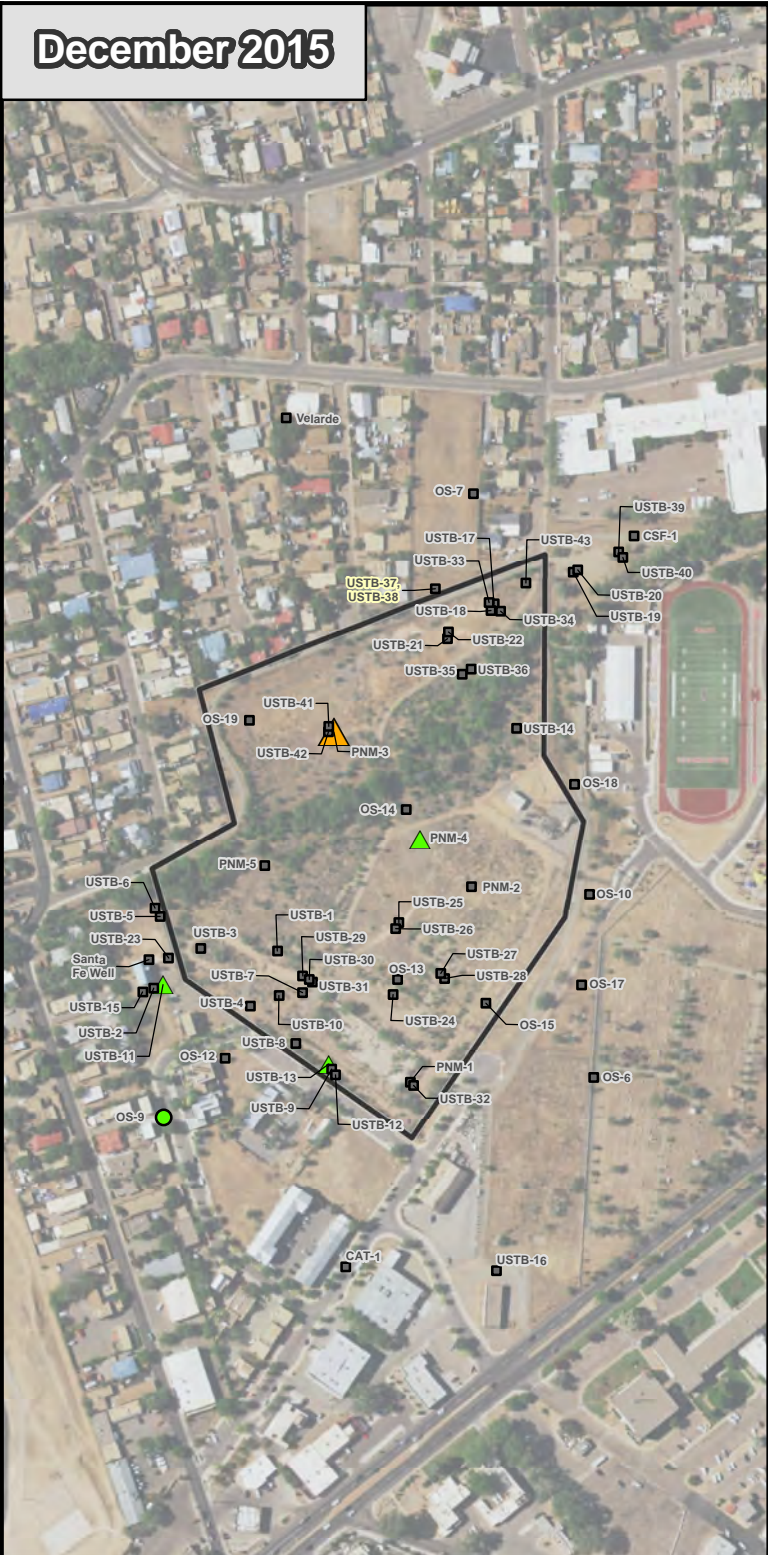 December 2015
Velarde
OS-7
USTB-39
CSF-1
USTB-17
USTB-43
USTB-33
USTB-40
USTB-37,
USTB-38
USTB-20
USTB-18
USTB-34
USTB-19
USTB-21
USTB-22
USTB-35
USTB-36
USTB-41
OS-19
USTB-14
USTB-42
PNM-3
OS-18
OS-14
PNM-4
PNM-5
USTB-6
PNM-2
OS-10
USTB-5
USTB-25
USTB-1
USTB-26
USTB-3
USTB-23
USTB-29
USTB-27
Santa
Fe Well
USTB-30
USTB-7
OS-13
USTB-28
USTB-31
OS-17
USTB-15
USTB-4
USTB-24
USTB-10
OS-15
USTB-2
USTB-8
USTB-11
OS-12
PNM-1
USTB-13
OS-6
USTB-32
USTB-9
OS-9
USTB-12
CAT-1
USTB-16